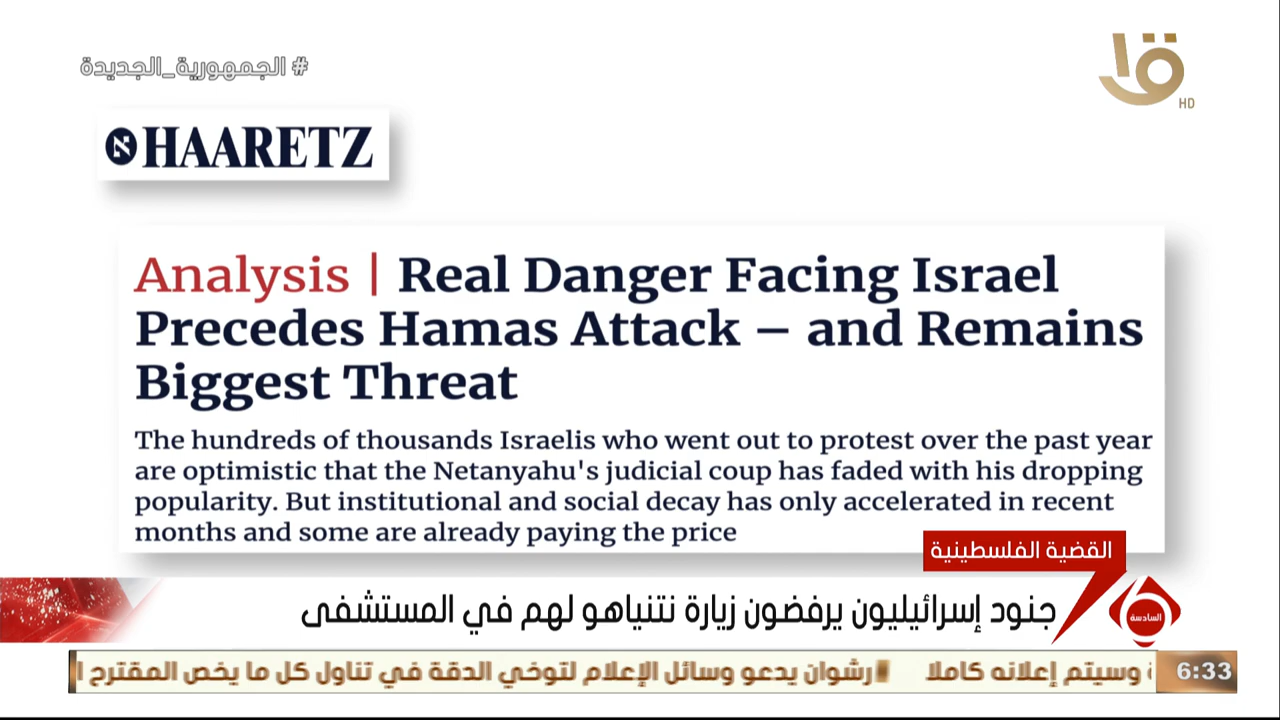 # الجمهورية_الجديدة
HD
HAARETZ
Analysis | Real Danger Facing Israel
Precedes Hamas Attack – and Remains
Biggest Threat
The hundreds of thousands Israelis who went out to protest over the past year
are optimistic that the Netanyahu's judicial coup has faded with his dropping
popularity. But institutional and social decay has only accelerated in recent
months and some are already paying the price
القضية الفلسطينية
جنود إسرائيليون يرفضون زيارة نتنياهو لهم في المستشفى
السادسة
وسيتم إعلانه كاملا رشوان يدعو وسائل الإعلام لتوخي الدقة في تناول كل ما يخص المقترح
6:33